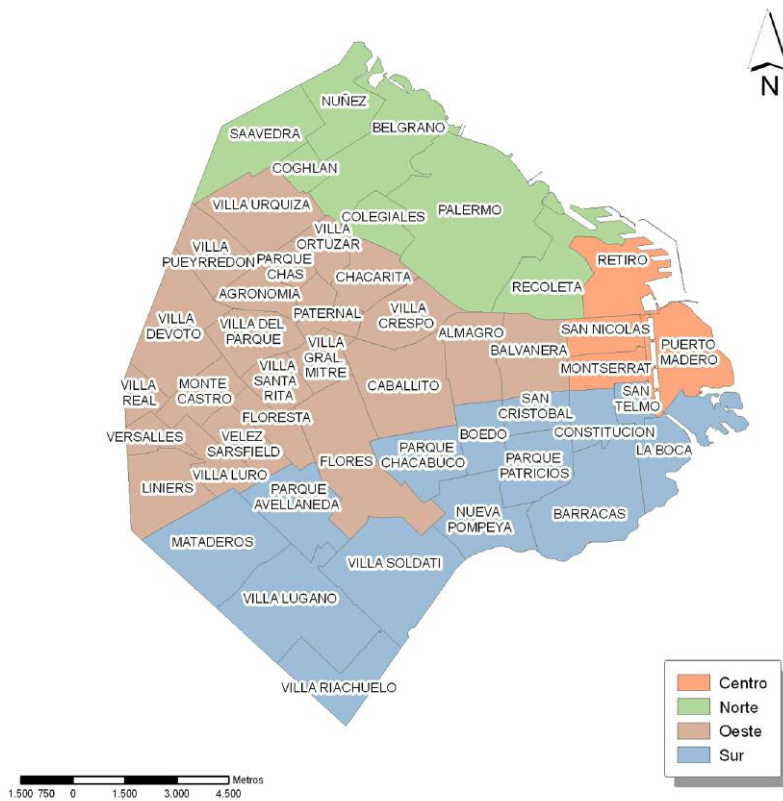 N
NUÑEZ
SAAVEDRA
BELGRANO
COGHLAN
VILLA URQUIZA
COLEGIALES
PALERMO
VILLA
ORTUZAR
VILLA
PUEYRREDON
PARQUE
CHAS
CHACARITA
RETIRO
RECOLETA
AGRONOMIA
PATERNAL
VILLA
CRESPO
VILLA
DEVOTO
VILLA DEL
PARQUE
ALMAGRO
SAN NICOLAS
VILLA
GRAL.
MITRE
BALVANERA
PUERTO
MADERO
MONTSERRAT
VILLA
SANTA
RITA
VILLA
REAL
MONTE
CASTRO
CABALLITO
SAN
TELMO
SAN
CRISTOBAL
FLORESTA
VERSALLES
VELEZ
SARSFIELD
BOEDO
CONSTITUCION
LA BOCA
PARQUE
CHACABUCO
FLORES
PARQUE
PATRICIOS
VILLA LURO
LINIERS
PARQUE
AVELLANEDA
NUEVA
POMPEYA
BARRACAS
MATADEROS
VILLA SOLDATI
VILLA LUGANO
VILLA RIACHUELO
Centro
Norte
Oeste
Sur
Metros
1.500 750 0 1.500 3.000 4.500